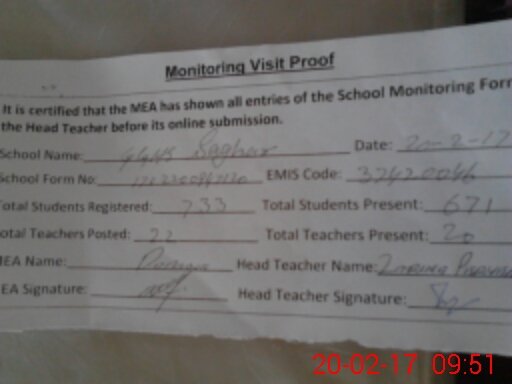 Monitoring Visit Proof
It is certified that the MEA has shown all entries of the School Monitoring Form
the Head Teacher before its online submission.
School Name: Date: 20-2-17
School Form No: EMIS Code: 37420046
Total Students Registered: 733 Total Students Present: 671
Total Teachers Posted: 22 Total Teachers Present: 20
MEA Name: Head Teacher Name:
EA Signature: Head Teacher Signature:
20-02-17 09:51